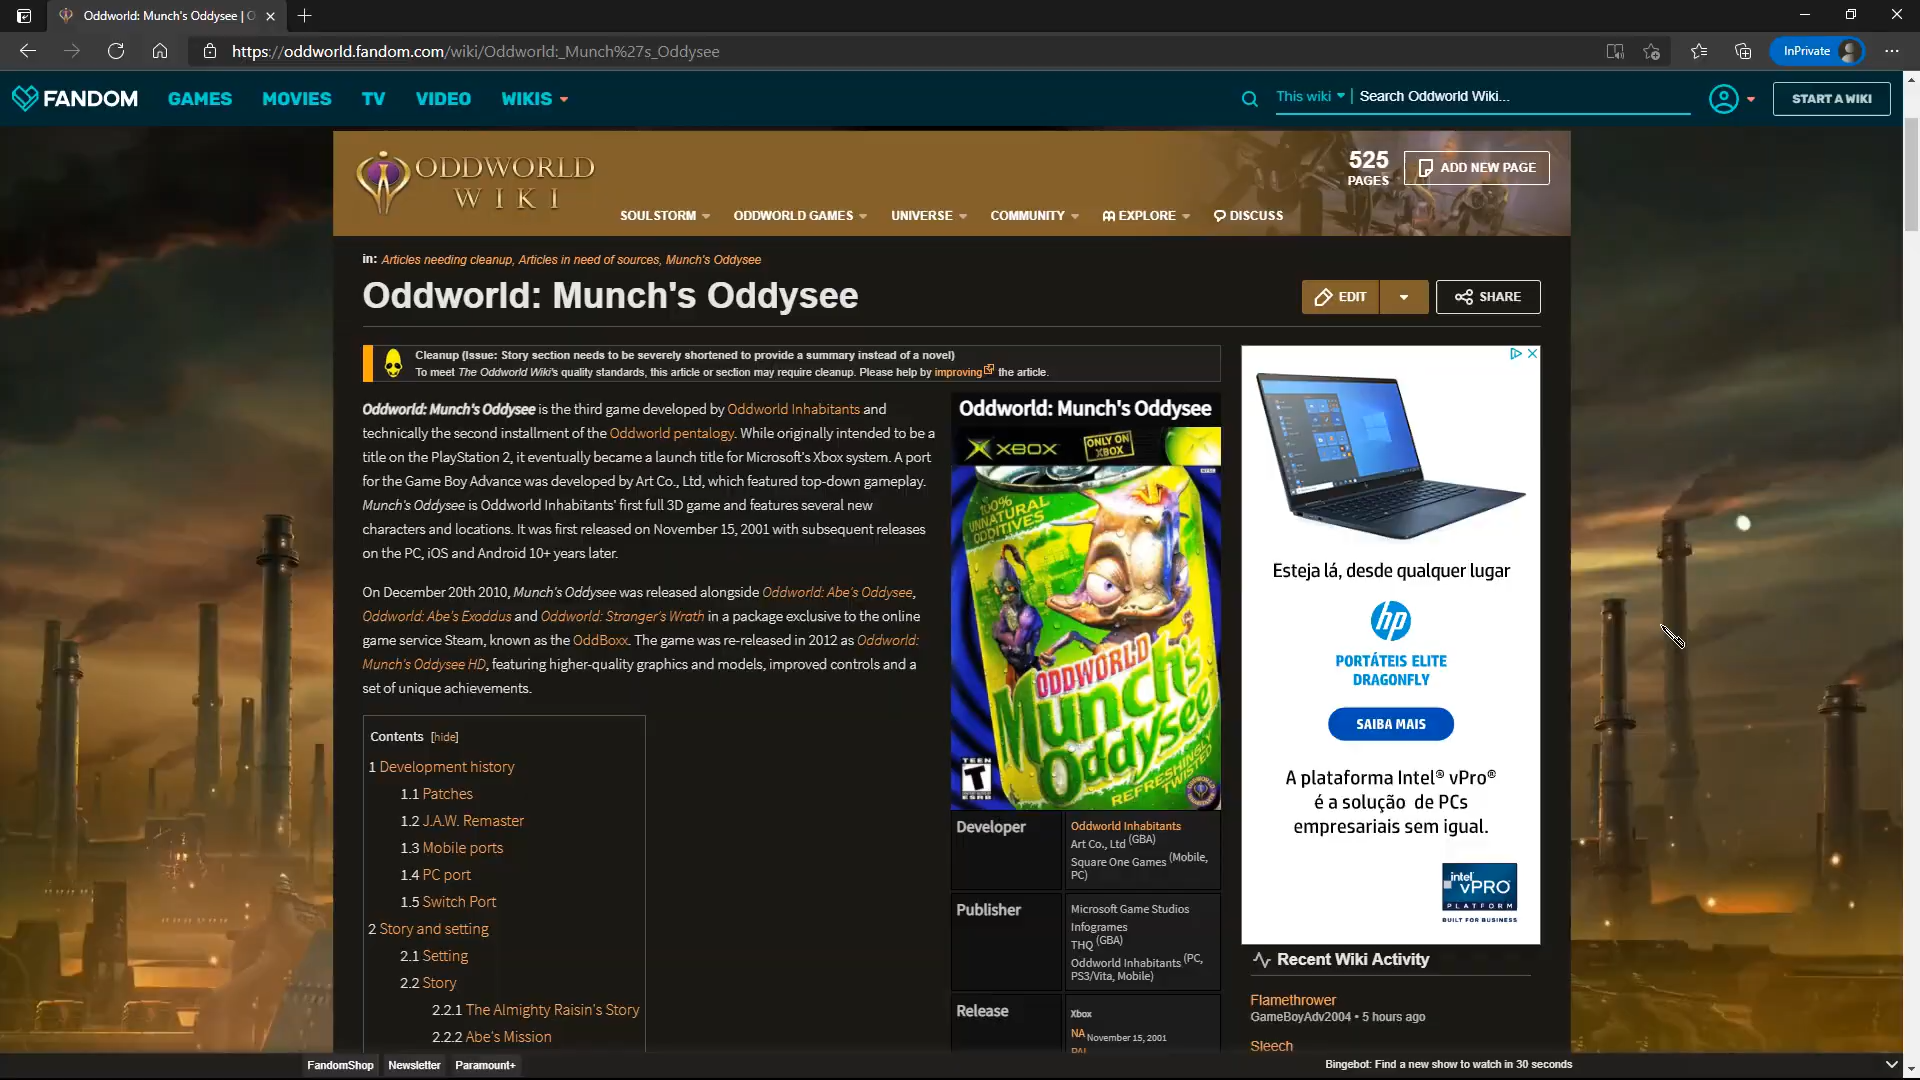 Oddworld: Munch's Oddysee | O
https://oddworld.fandom.com/wiki/Oddworld:_Munch%27s_Oddysee
InPrivate
FANDOM
GAMES
MOVIES
TV
VIDEO
WIKIS
This wiki
Search Oddworld Wiki...
START A WIKI
ODDWORLD
WIKI
525
PAGES
ADD NEW PAGE
SOULSTORM
ODDWORLD GAMES
UNIVERSE
COMMUNITY
EXPLORE
DISCUSS
in: Articles needing cleanup, Articles in need of sources, Munch's Oddysee
Oddworld: Munch's Oddysee
EDIT
SHARE
Cleanup (Issue: Story section needs to be severely shortened to provide a summary instead of a novel)
To meet The Oddworld Wiki's quality standards, this article or section may require cleanup. Please help by improving the article.
Oddworld: Munch's Oddysee is the third game developed by Oddworld Inhabitants and
technically the second installment of the Oddworld pentalogy. While originally intended to be a
title on the PlayStation 2, it eventually became a launch title for Microsoft's Xbox system. A port
for the Game Boy Advance was developed by Art Co., Ltd, which featured top-down gameplay.
Munch's Oddysee is Oddworld Inhabitants' first full 3D game and features several new
characters and locations. It was first released on November 15, 2001 with subsequent releases
on the PC, iOS and Android 10+ years later.
On December 20th 2010, Munch's Oddysee was released alongside Oddworld: Abe's Oddysee,
Oddworld: Abe's Exoddus and Oddworld: Stranger's Wrath in a package exclusive to the online
game service Steam, known as the OddBoxx. The game was re-released in 2012 as Oddworld:
Munch's Oddysee HD, featuring higher-quality graphics and models, improved controls and a
set of unique achievements.
Contents [hide]
1 Development history
1.1 Patches
1.2 J.A.W. Remaster
1.3 Mobile ports
1.4 PC port
1.5 Switch Port
2 Story and setting
2.1 Setting
2.2 Story
2.2.1 The Almighty Raisin's Story
2.2.2 Abe's Mission
Oddworld: Munch's Oddysee
XBOX
ONLY ON
XBOX
100%
UNNATURAL
ODDITIVES
ODDWORLD
Munch's
Oddysee
REFRESHINGLY
TWISTED
TEEN
T
ESRB
Developer
Oddworld Inhabitants
Art Co., Ltd (GBA)
Square One Games (Mobile,
PC)
Publisher
Microsoft Game Studios
Infogrames
THQ (GBA)
Oddworld Inhabitants (PC,
PS3/Vita, Mobile)
Release
Xbox
NA November 15, 2001
PAL
Esteja lá, desde qualquer lugar
hp
PORTÁTEIS ELITE
DRAGONFLY
SAIBA MAIS
A plataforma Intel® vPro®
é a solução de PCs
empresariais sem igual.
intel
vPRO
PLATFORM
BUILT FOR BUSINESS
Recent Wiki Activity
Flamethrower
GameBoyAdv2004 • 5 hours ago
Sleech
FandomShop
Newsletter
Paramount+
Bingebot: Find a new show to watch in 30 seconds